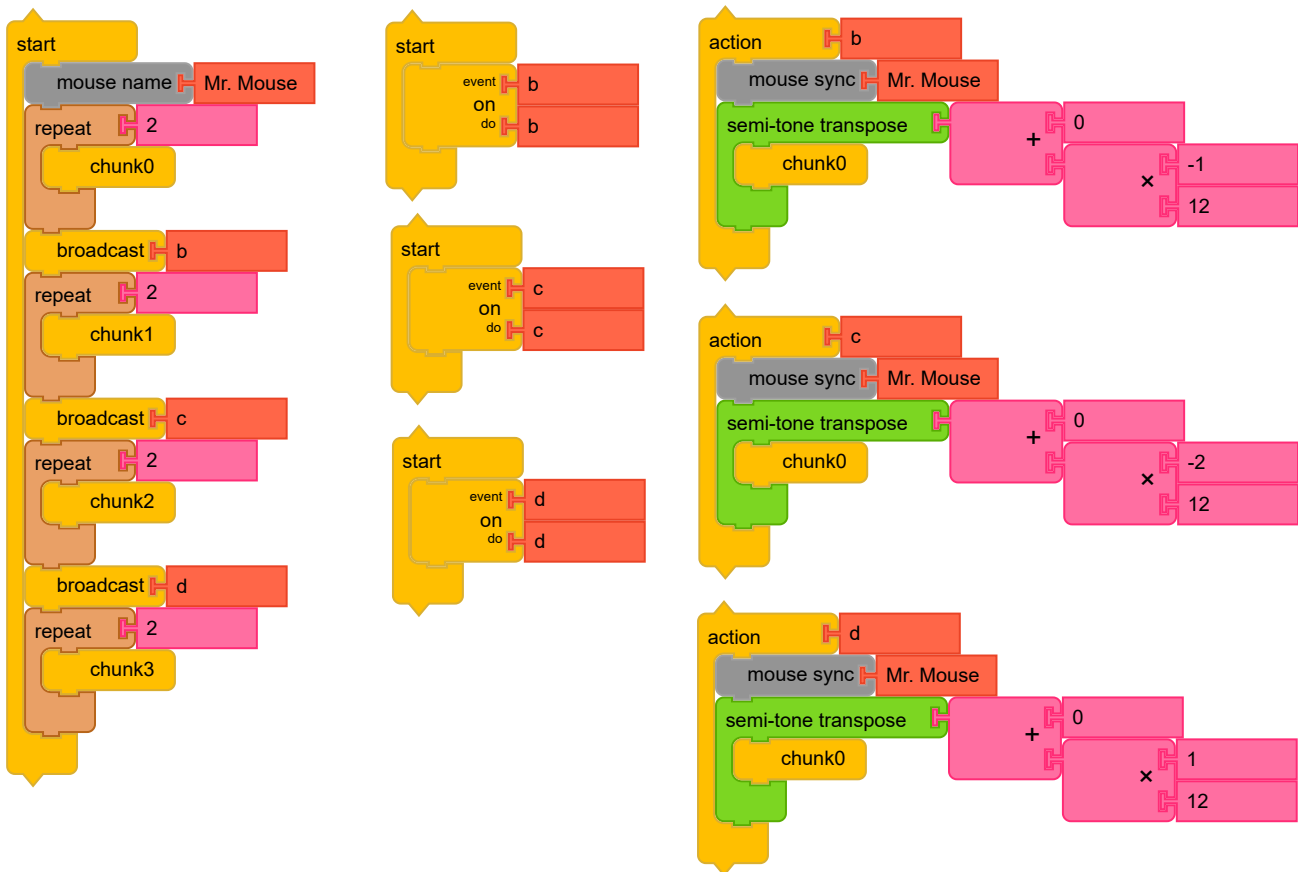 start
mouse name Mr. Mouse
repeat 2
chunk0
broadcast b
repeat 2
chunk1
broadcast c
repeat 2
chunk2
broadcast d
repeat 2
chunk3
start
event b
on
do b
start
event c
on
do c
start
event d
on
do d
action b
mouse sync Mr. Mouse
semi-tone transpose + 0
chunk0 × -1
12
action c
mouse sync Mr. Mouse
semi-tone transpose + 0
chunk0 × -2
12
action d
mouse sync Mr. Mouse
semi-tone transpose + 0
chunk0 × 1
12